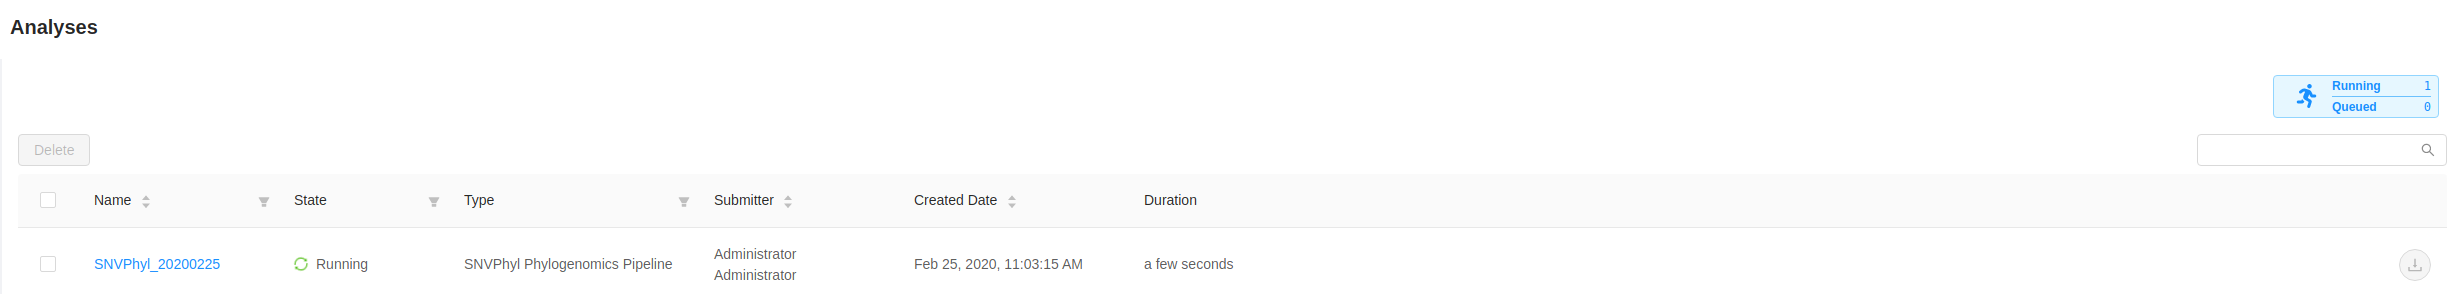 Analyses
Running 1
Queued 0
Delete
Name State Type Submitter Created Date Duration
SNVPhyl_20200225 Running SNVPhyl Phylogenomics Pipeline Administrator Administrator Feb 25, 2020, 11:03:15 AM a few seconds